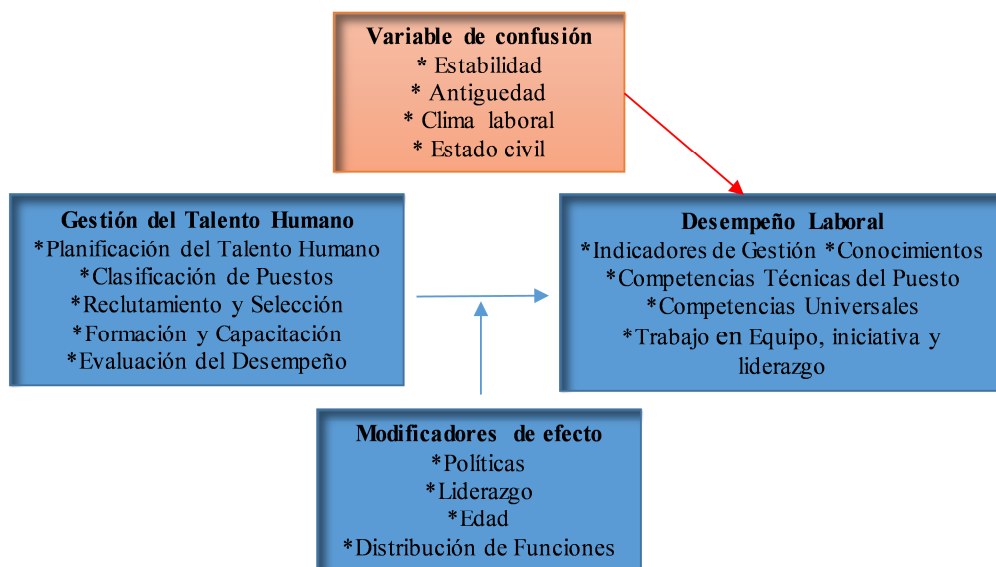 Variable de confusión
* Estabilidad
* Antiguedad
* Clima laboral
* Estado civil
Gestión del Talento Humano
*Planificación del Talento Humano
*Clasificación de Puestos
*Reclutamiento y Selección
*Formación y Capacitación
*Evaluación del Desempeño
Desempeño Laboral
*Indicadores de Gestión *Conocimientos
*Competencias Técnicas del Puesto
*Competencias Universales
*Trabajo en Equipo, iniciativa y
liderazgo
Modificadores de efecto
*Políticas
*Liderazgo
*Edad
*Distribución de Funciones